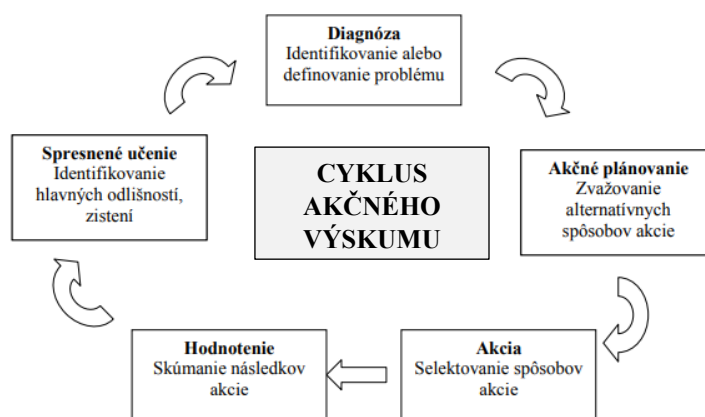 Diagnóza
Identifikovanie alebo
definovanie problému
Spresnené učenie
Identifikovanie
hlavných odlišností,
zistení
CYKLUS
AKČNÉHO
VÝSKUMU
Akčné plánovanie
Zvažovanie
alternatívnych
spôsobov akcie
Hodnotenie
Skúmanie následkov
akcie
Akcia
Selektovanie spôsobov
akcie